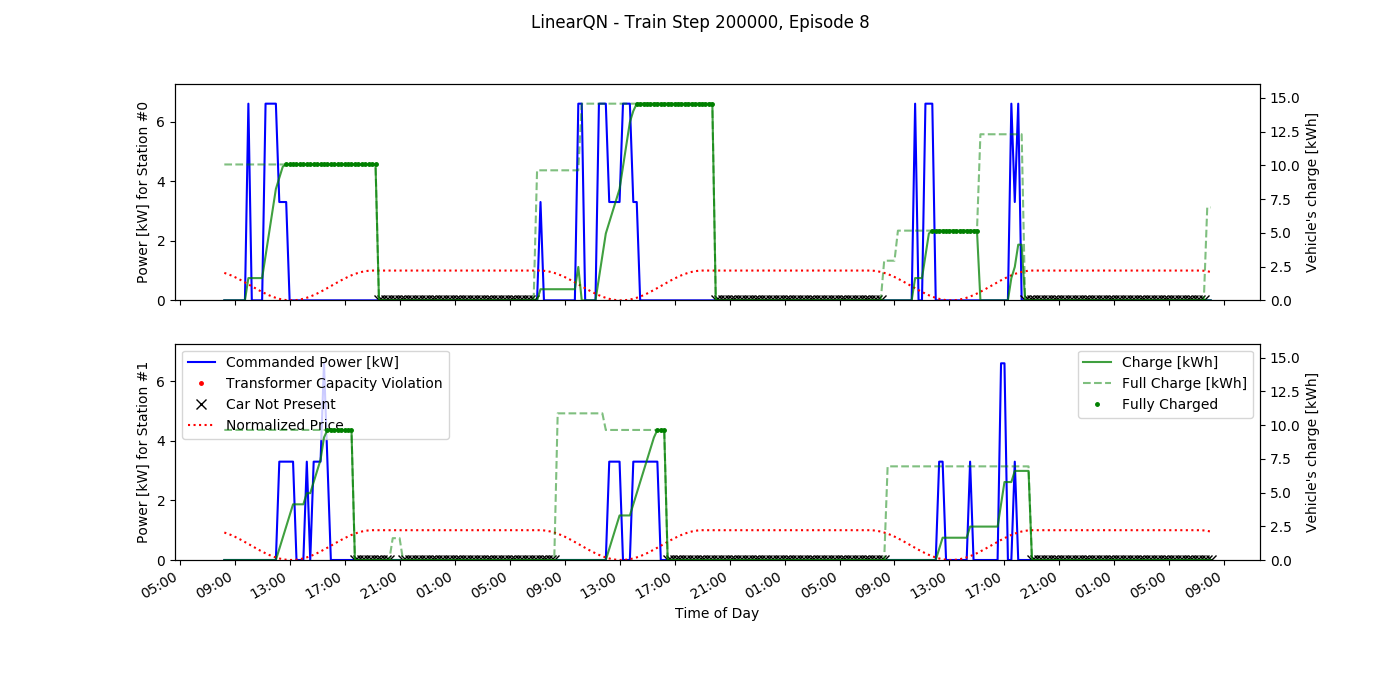 LinearQN - Train Step 200000, Episode 8
Power [kW] for Station #0
6
4
2
0
15.0
12.5
10.0
7.5
5.0
2.5
0.0
Vehicle's charge [kWh]
Power [kW] for Station #1
6
4
2
0
Commanded Power [kW]
Transformer Capacity Violation
Car Not Present
Normalized Price
Charge [kWh]
Full Charge [kWh]
Fully Charged
15.0
12.5
10.0
7.5
5.0
2.5
0.0
Vehicle's charge [kWh]
05:00 09:00 13:00 17:00 21:00 01:00 05:00 09:00 13:00 17:00 21:00 01:00 05:00 09:00 13:00 17:00 21:00 01:00 05:00 09:00
Time of Day